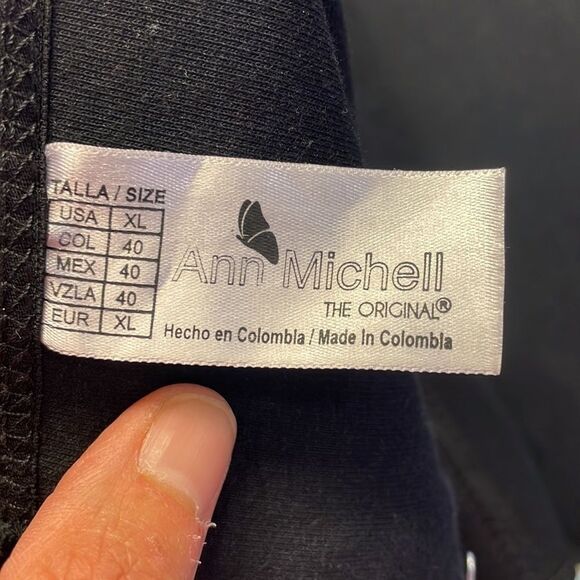 TALLA / SIZE
USA XL
COL 40
MEX 40
VZLA 40
EUR XL
Ann Michell
THE ORIGINAL®
Hecho en Colombia / Made In Colombia